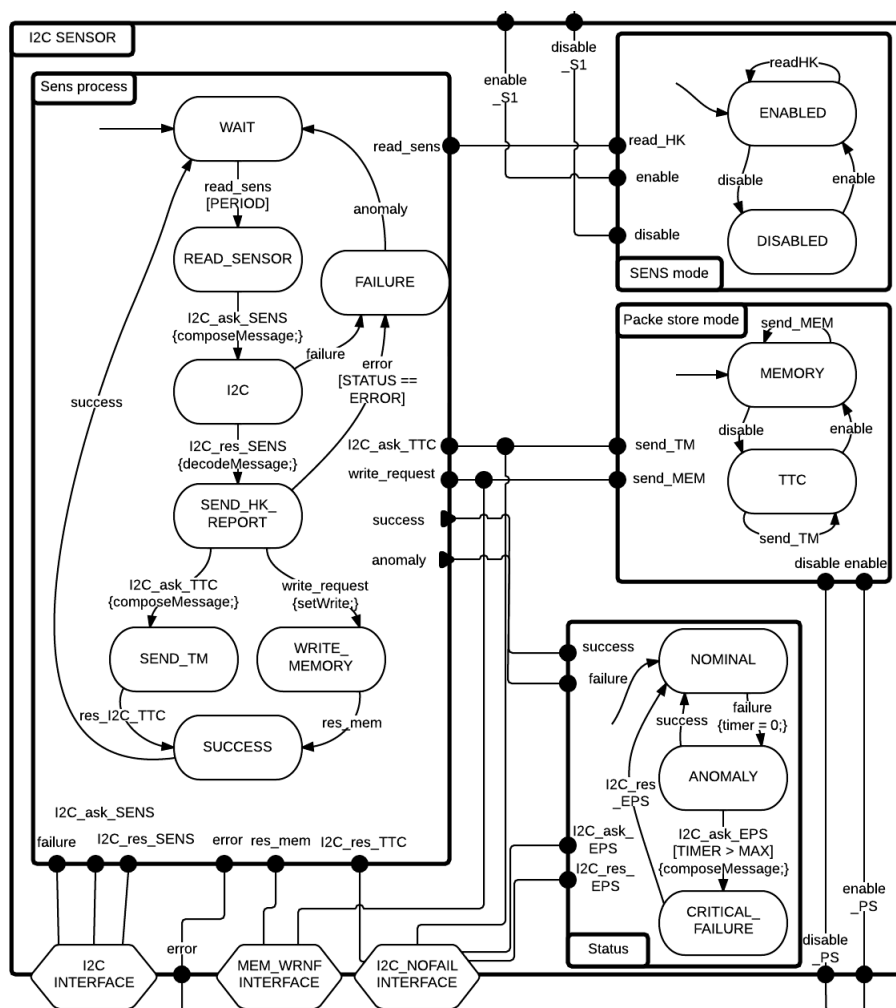 I2C SENSOR
Sens process
WAIT
read_sens
[PERIOD]
READ_SENSOR
I2C_ask_SENS
{composeMessage;}
I2C
I2C_res_SENS
{decodeMessage;}
SEND_HK_
REPORT
I2C_ask_TTC
{composeMessage;}
SEND_TM
res_I2C_TTC
write_request
{setWrite;}
WRITE_
MEMORY
res_mem
SUCCESS
success
failure
error
[STATUS ==
ERROR]
FAILURE
anomaly
read_sens
I2C_ask_TTC
write_request
success
anomaly
I2C_ask_SENS
failure
I2C_res_SENS
error
res_mem
I2C_res_TTC
I2C
INTERFACE
error
MEM_WRNF
INTERFACE
I2C_NOFAIL
INTERFACE
enable
_S1
disable
_S1
read_HK
enable
disable
SENS mode
readHK
ENABLED
disable
enable
DISABLED
Packe store mode
send_MEM
MEMORY
disable
enable
TTC
send_TM
send_TM
send_MEM
disable
enable
success
failure
NOMINAL
failure
{timer = 0;}
success
ANOMALY
I2C_res
_EPS
I2C_ask_EPS
[TIMER > MAX]
{composeMessage;}
CRITICAL_
FAILURE
I2C_ask_
EPS
I2C_res_
EPS
Status
disable
_PS
enable
_PS